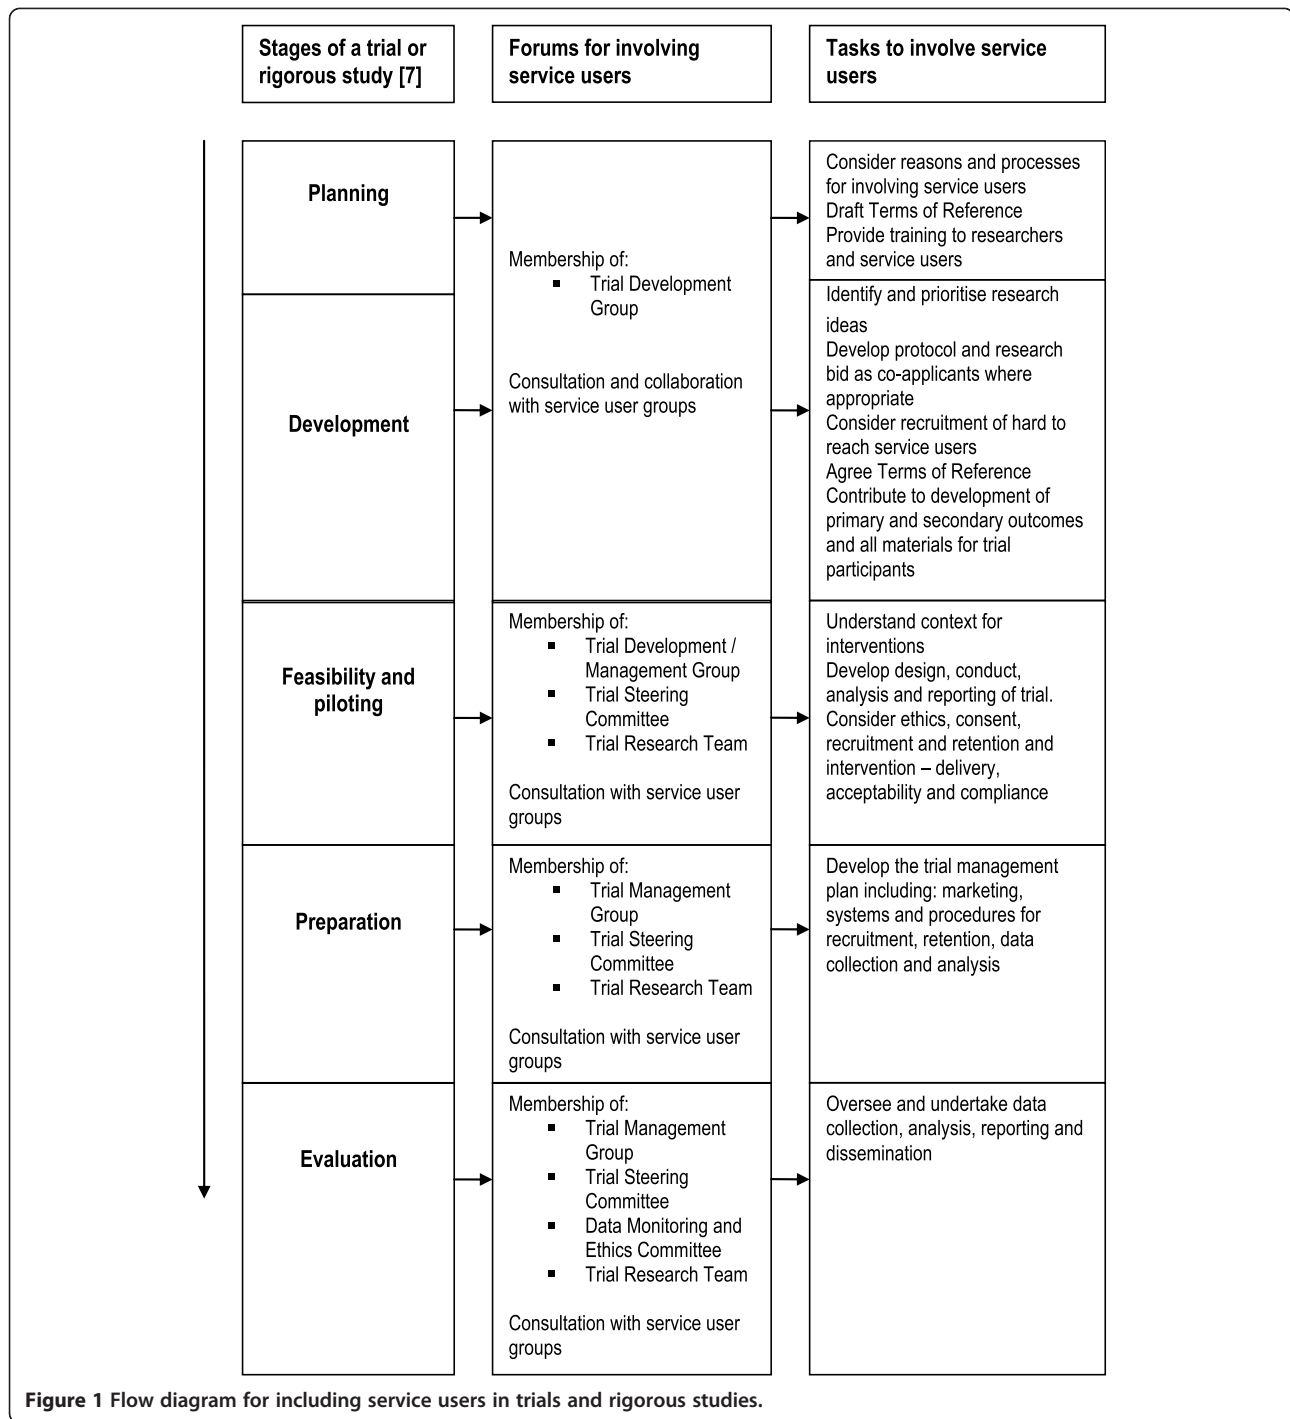 Stages of a trial or
rigorous study [7]
Forums for involving
service users
Tasks to involve service
users
Planning
Membership of:
▪ Trial Development
Group
Consultation and collaboration
with service user groups
Consider reasons and processes
for involving service users
Draft Terms of Reference
Provide training to researchers
and service users
Development
Identify and prioritise research
ideas
Develop protocol and research
bid as co-applicants where
appropriate
Consider recruitment of hard to
reach service users
Agree Terms of Reference
Contribute to development of
primary and secondary outcomes
and all materials for trial
participants
Feasibility and
piloting
Membership of:
▪ Trial Development /
Management Group
▪ Trial Steering
Committee
▪ Trial Research Team
Consultation with service user
groups
Understand context for
interventions
Develop design, conduct,
analysis and reporting of trial.
Consider ethics, consent,
recruitment and retention and
intervention – delivery,
acceptability and compliance
Preparation
Membership of:
▪ Trial Management
Group
▪ Trial Steering
Committee
▪ Trial Research Team
Consultation with service user
groups
Develop the trial management
plan including: marketing,
systems and procedures for
recruitment, retention, data
collection and analysis
Evaluation
Membership of:
▪ Trial Management
Group
▪ Trial Steering
Committee
▪ Data Monitoring and
Ethics Committee
▪ Trial Research Team
Consultation with service user
groups
Oversee and undertake data
collection, analysis, reporting and
dissemination
Figure 1 Flow diagram for including service users in trials and rigorous studies.